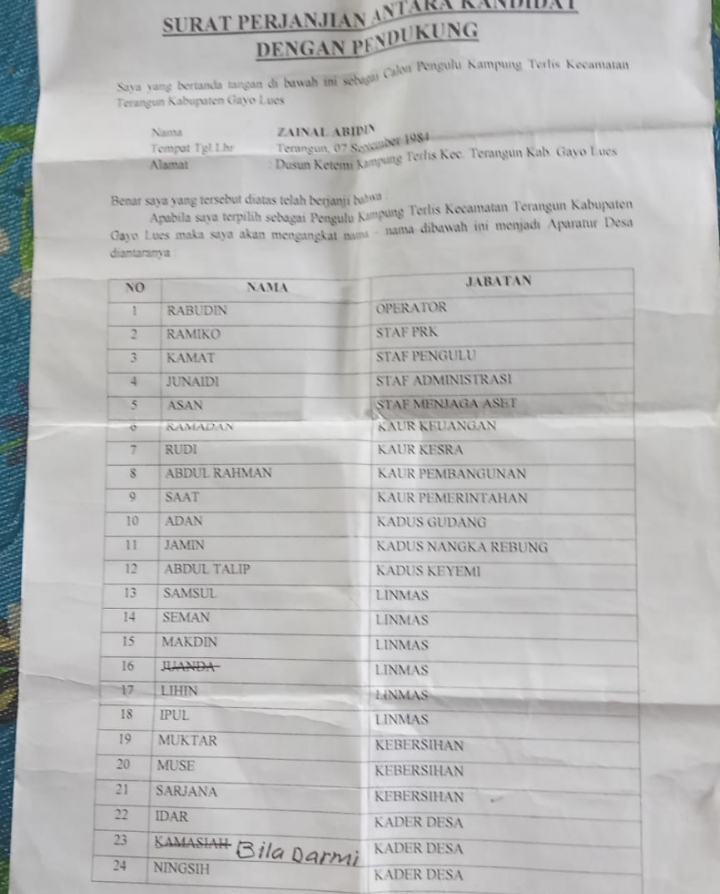 SURAT PERJANJIAN ANTARA KANDIDAT
DENGAN PENDUKUNG
Saya yang bertanda tangan di bawah ini sebagai Calon Pengulu Kampung Terlis Kecamatan
Terangun Kabupaten Gayo Lues
Nama ZAINAL ABIDIN
Tempat Tgl Lhr : Terangun, 07 1984
Alamat : Dusun Ketemi Kampung Terlis Kec. Terangun Kab. Gayo Lues
Benar saya yang tersebut diatas telah berjanji bahwa :
Apabila saya terpilih sebagai Pengulu Kampung Terlis Kecamatan Terangun Kabupaten
Gayo Lues maka saya akan mengangkat nama - nama dibawah ini menjadi Aparatur Desa
diantaranya :
NO NAMA JABATAN
1 RABUDIN OPERATOR
2 RAMIKO STAF PRK
3 KAMAT STAF PENGULU
4 JUNAIDI STAF ADMINISTRASI
5 ASAN STAF MENJAGA ASET
6 RAMADAN KAUR KEUANGAN
7 RUDI KAUR KESRA
8 ABDUL RAHMAN KAUR PEMBANGUNAN
9 SAAT KAUR PEMERINTAHAN
10 ADAN KADUS GUDANG
11 JAMIN KADUS NANGKA REBUNG
12 ABDUL TALIP KADUS KEYEMI
13 SAMSUL LINMAS
14 SEMAN LINMAS
15 MAKDIN LINMAS
16 JUANDA LINMAS
17 LIHIN LINMAS
18 IPUL LINMAS
19 MUKTAR KEBERSIHAN
20 MUSE KEBERSIHAN
21 SARJANA KEBERSIHAN
22 IDAR KADER DESA
23 KAMASIAH Bila Darmi KADER DESA
24 NINGSIH KADER DESA